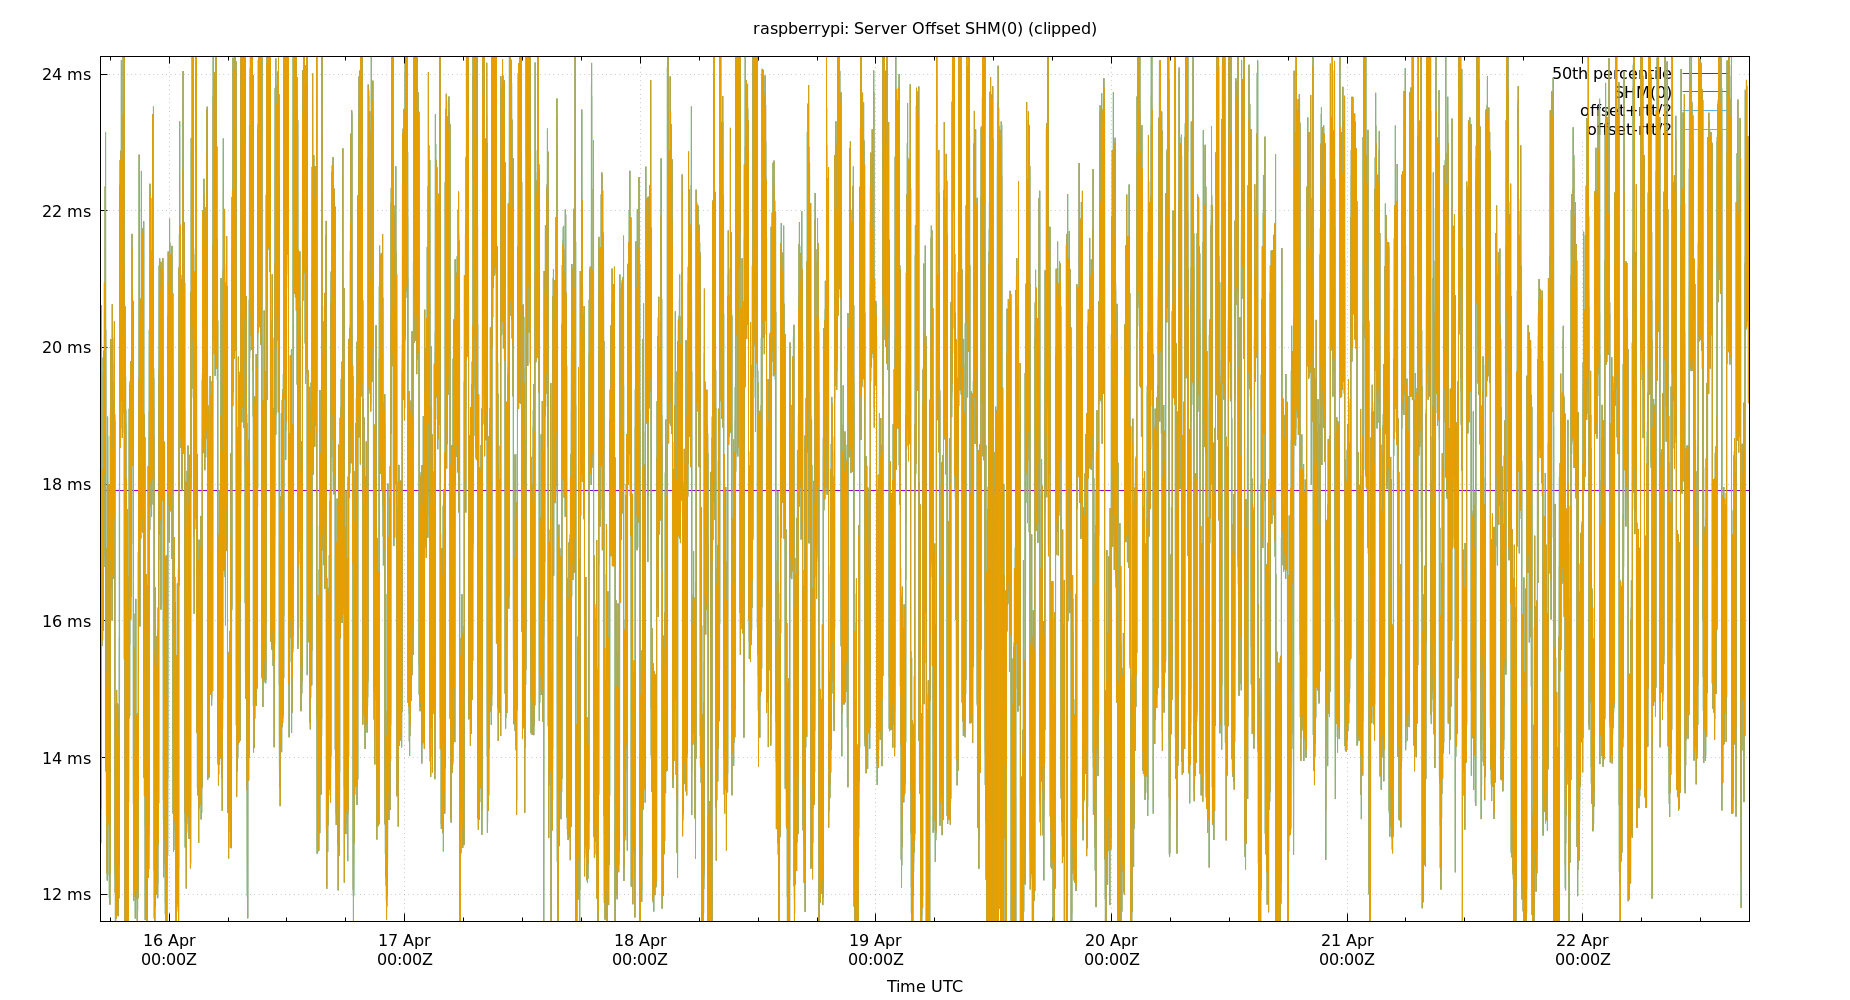 raspberrypi: Server Offset SHM(0) (clipped)
24 ms
22 ms
20 ms
18 ms
16 ms
14 ms
12 ms
50th percentile
SHM(0)
offset+rtt/2
offset-rtt/2
16 Apr 17 Apr 18 Apr 19 Apr 20 Apr 21 Apr 22 Apr
00:00Z 00:00Z 00:00Z 00:00Z 00:00Z 00:00Z 00:00Z
Time UTC